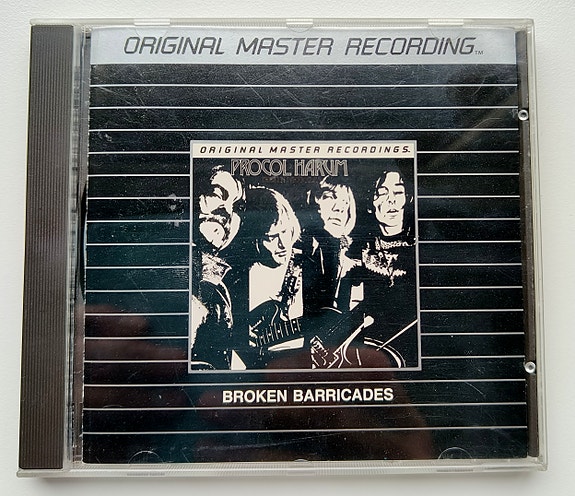 ORIGINAL MASTER RECORDING™
ORIGINAL MASTER RECORDINGS.
PROCOL HARUM
BROKEN BARRICADES